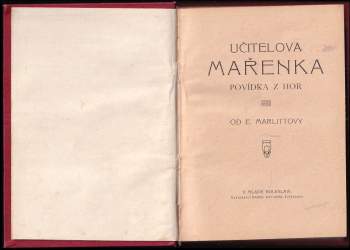 UČITELOVA
MAŘENKA
POVÍDKA Z HOR
OD E. MARLITTOVY
V MLADÉ BOLESLAVI.